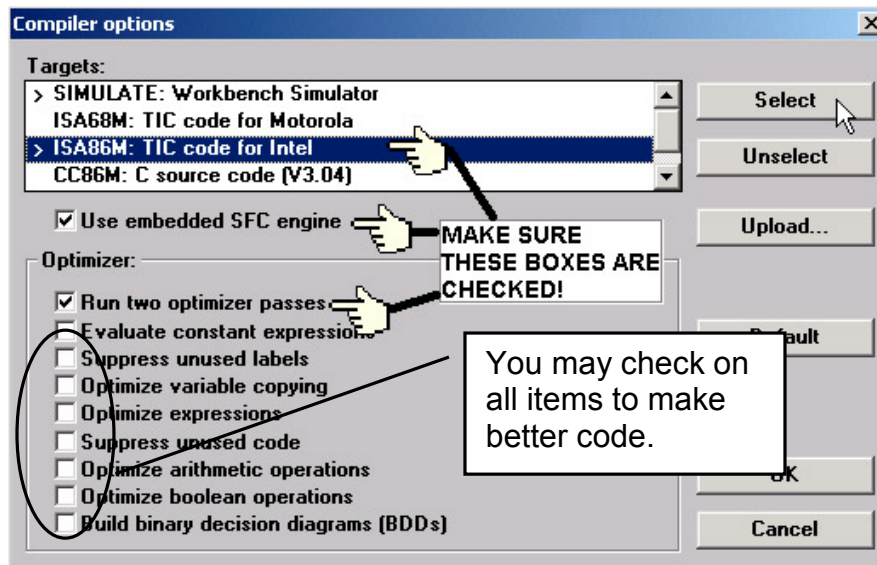 Compiler options
Targets:
> SIMULATE: Workbench Simulator
ISA68M: TIC code for Motorola
> ISA86M: TIC code for Intel
CC86M: C source code (V3.04)
Select
Unselect
Upload...
Use embedded SFC engine
MAKE SURE
THESE BOXES ARE
CHECKED!
Optimizer:
Run two optimizer passes
Evaluate constant
Suppress unused labels
Optimize variable copying
Optimize expressions
Suppress unused code
Optimize arithmetic operations
Optimize boolean operations
Build binary decision diagrams (BDDs)
You may check on
all items to make
better code.
OK
Cancel